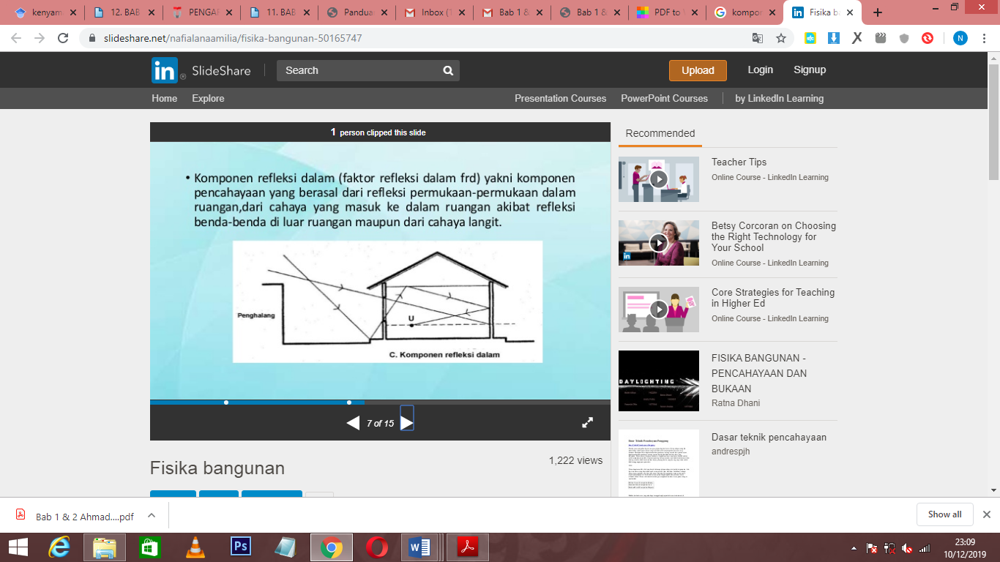 kenyam
12. BAB
PENGAR
11. BAB
Panduan
Inbox (1
Bab 1 &
Bab 1 &
PDF to
kompor
Fisika b
slideshare.net/nafialanaamilia/fisika-bangunan-50165747
N
in SlideShare
Search
Upload
Login
Signup
Home
Explore
Presentation Courses
PowerPoint Courses
by LinkedIn Learning
1 person clipped this slide
• Komponen refleksi dalam (faktor refleksi dalam frd) yakni komponen
pencahayaan yang berasal dari refleksi permukaan-permukaan dalam
ruangan,dari cahaya yang masuk ke dalam ruangan akibat refleksi
benda-benda di luar ruangan maupun dari cahaya langit.
Penghalang
U
C. Komponen refleksi dalam
7 of 15
Fisika bangunan
1,222 views
Recommended
Teacher Tips
Online Course - LinkedIn Learning
Betsy Corcoran on Choosing
the Right Technology for
Your School
Online Course - LinkedIn Learning
Core Strategies for Teaching
in Higher Ed
Online Course - LinkedIn Learning
DAYLIGHTING
FISIKA BANGUNAN -
PENCAHAYAAN DAN
BUKAAN
Ratna Dhani
Dasar teknik pencahayaan
andrespjh
Bab 1 & 2 Ahmad....pdf
Show all
Ps
23:09
10/12/2019